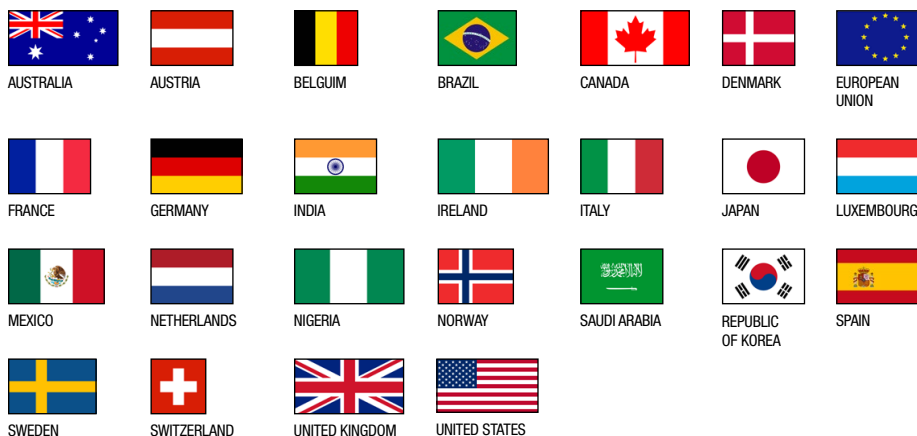 AUSTRALIA
AUSTRIA
BELGUIM
BRAZIL
CANADA
DENMARK
EUROPEAN
UNION
FRANCE
GERMANY
INDIA
IRELAND
ITALY
JAPAN
LUXEMBOURG
MEXICO
NETHERLANDS
NIGERIA
NORWAY
SAUDI ARABIA
REPUBLIC
OF KOREA
SPAIN
SWEDEN
SWITZERLAND
UNITED KINGDOM
UNITED STATES